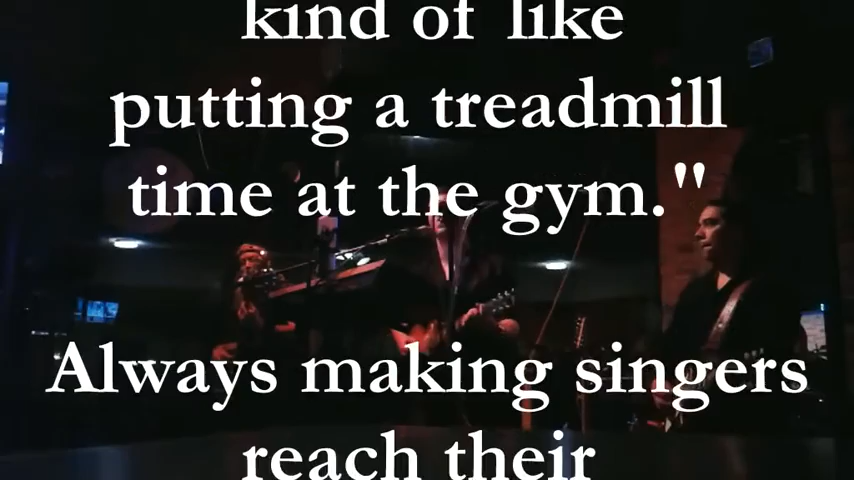 kind of like
putting a treadmill
time at the gym."
Always making singers
reach their